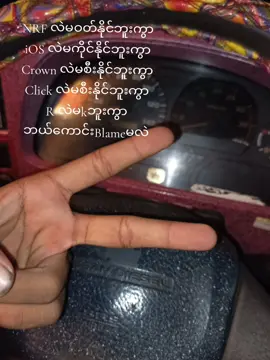 NRF လဲမဝတ်နိုင်ဘူးကွာ
iOS လဲမကိုင်နိုင်ဘူးကွာ
Crown လဲမစီးနိုင်ဘူးကွာ
Click လဲမစီးနိုင်ဘူးကွာ
ဘယ်ကောင်းBlameမလဲ